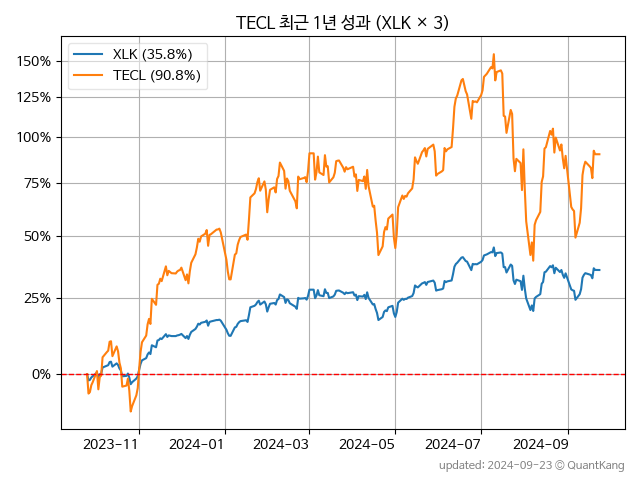 TECL 최근 1년 성과 (XLK × 3)
XLK (35.8%)
TECL (90.8%)
150%
125%
100%
75%
50%
25%
0%
2023−11 2024−01 2024−03 2024−05 2024−07 2024−09
updated: 2024-09-23 © QuantKang